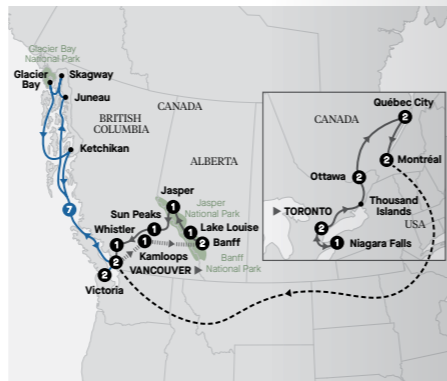 Glacier Bay
National Park
Glacier
Bay
Skagway
Juneau
CANADA
BRITISH
COLUMBIA
Ketchikan
ALBERTA
Jasper
1
Jasper
National Park
Sun Peaks
1
Lake Louise
1
Whistler
1
1
2
Banff
7
Kamloops
2
VANCOUVER
Banff
National Park
2
Victoria
Québec City
CANADA
2
2
Montréal
Ottawa
2
Thousand
Islands
TORONTO
2
USA
1
Niagara Falls